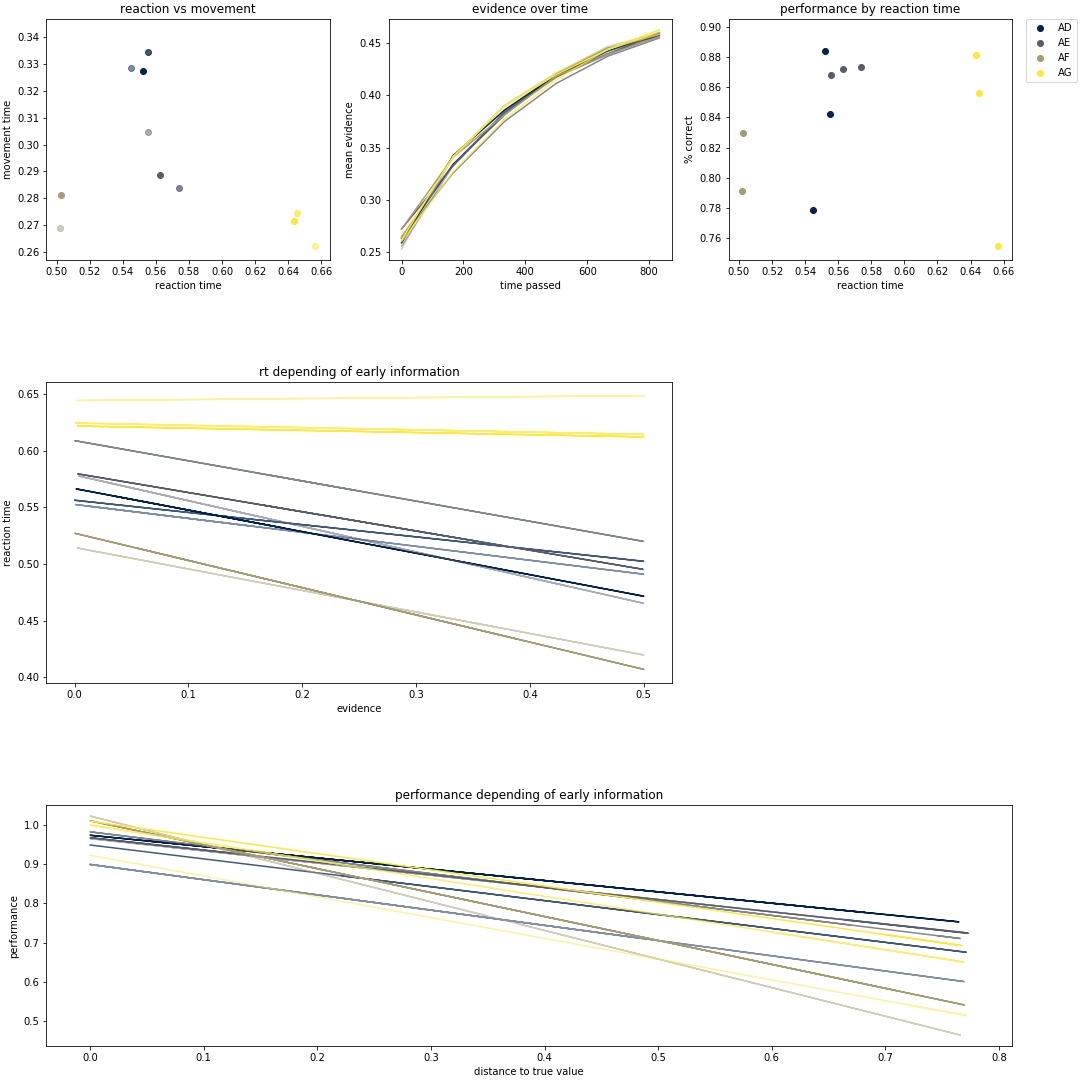 reaction vs movement
movement time
0.34
0.33
0.32
0.31
0.30
0.29
0.28
0.27
0.26
0.50 0.52 0.54 0.56 0.58 0.60 0.62 0.64 0.66
reaction time
evidence over time
mean evidence
0.45
0.40
0.35
0.30
0.25
0 200 400 600 800
time passed
performance by reaction time
% correct
0.90
0.88
0.86
0.84
0.82
0.80
0.78
0.76
0.50 0.52 0.54 0.56 0.58 0.60 0.62 0.64 0.66
reaction time
AD
AE
AF
AG
rt depending of early information
reaction time
0.65
0.60
0.55
0.50
0.45
0.40
0.0 0.1 0.2 0.3 0.4 0.5
evidence
performance depending of early information
performance
1.0
0.9
0.8
0.7
0.6
0.5
0.0 0.1 0.2 0.3 0.4 0.5 0.6 0.7 0.8
distance to true value